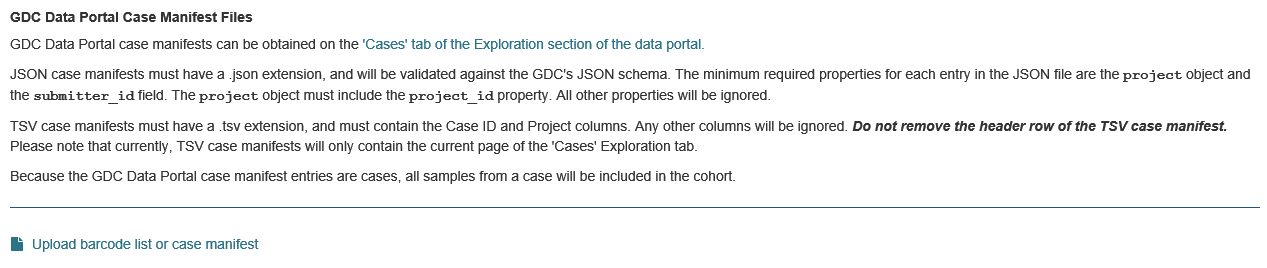 GDC Data Portal Case Manifest Files
GDC Data Portal case manifests can be obtained on the 'Cases' tab of the Exploration section of the data portal.
JSON case manifests must have a .json extension, and will be validated against the GDC's JSON schema. The minimum required properties for each entry in the JSON file are the project object and
the submitter_id field. The project object must include the project_id property. All other properties will be ignored.
TSV case manifests must have a .tsv extension, and must contain the Case ID and Project columns. Any other columns will be ignored. Do not remove the header row of the TSV case manifest.
Please note that currently, TSV case manifests will only contain the current page of the 'Cases' Exploration tab.
Because the GDC Data Portal case manifest entries are cases, all samples from a case will be included in the cohort.
Upload barcode list or case manifest